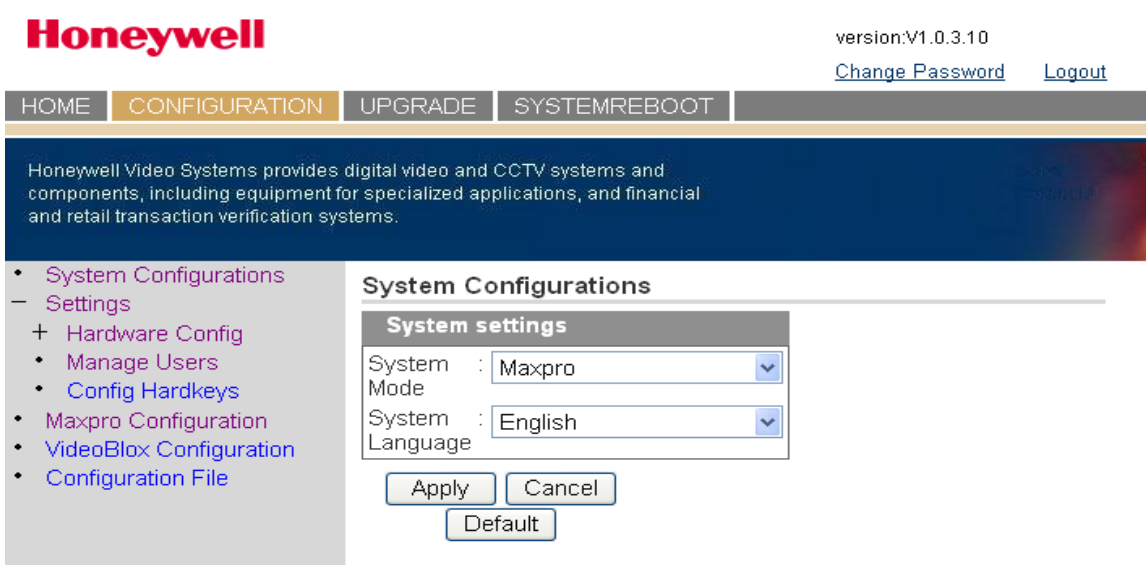 Honeywell
version:V1.0.3.10
Change Password Logout
HOME CONFIGURATION UPGRADE SYSTEMREBOOT
Honeywell Video Systems provides digital video and CCTV systems and
components, including equipment for specialized applications, and financial
and retail transaction verification systems.
• System Configurations
− Settings
+ Hardware Config
• Manage Users
• Config Hardkeys
• Maxpro Configuration
• VideoBlox Configuration
• Configuration File
System Configurations
System settings
System : Maxpro
Mode
System : English
Language
Apply Cancel
Default